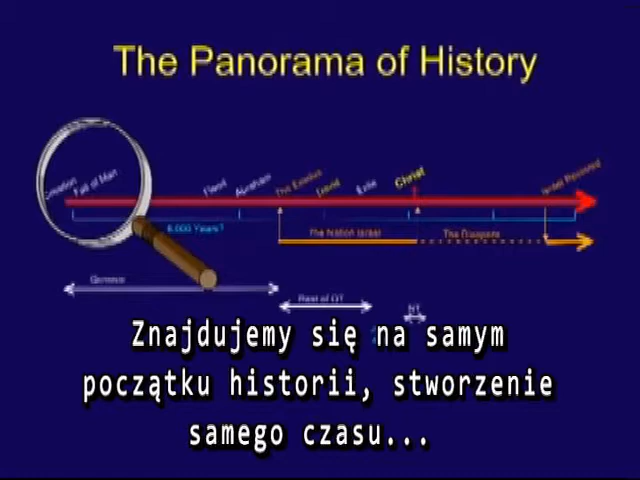 The Panorama of History
Creation
Fall of Man
Flood
Abraham
The Exodus
David
Exile
Christ
Israel Restored
6,000 Years?
The Nation Israel
The Diaspora
Genesis
Rest of OT
NT
Znajdujemy się na samym
początku historii, stworzenie
samego czasu...